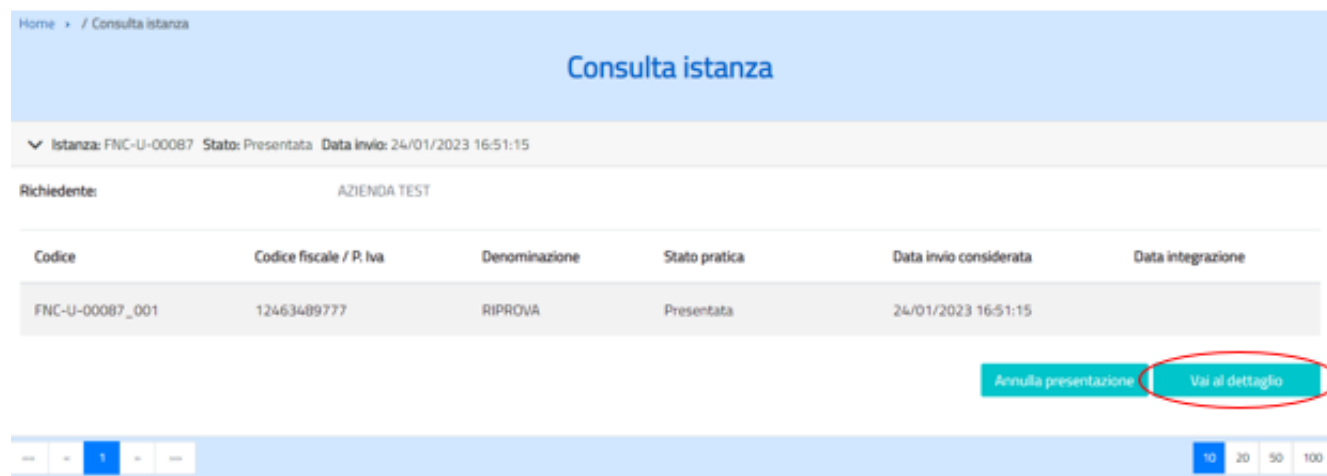 Home › / Consulta istanza
Consulta istanza
Istanza: FNC-U-00087 Stato: Presentata Data invio: 24/01/2023 16:51:15
Richiedente: AZIENDA TEST
Codice Codice fiscale / P. Iva Denominazione Stato pratica Data invio considerata Data integrazione
FNC-U-00087_001 12463489777 RIPROVA Presentata 24/01/2023 16:51:15
Annulla presentazione Vai al dettaglio
1 10 20 50 100